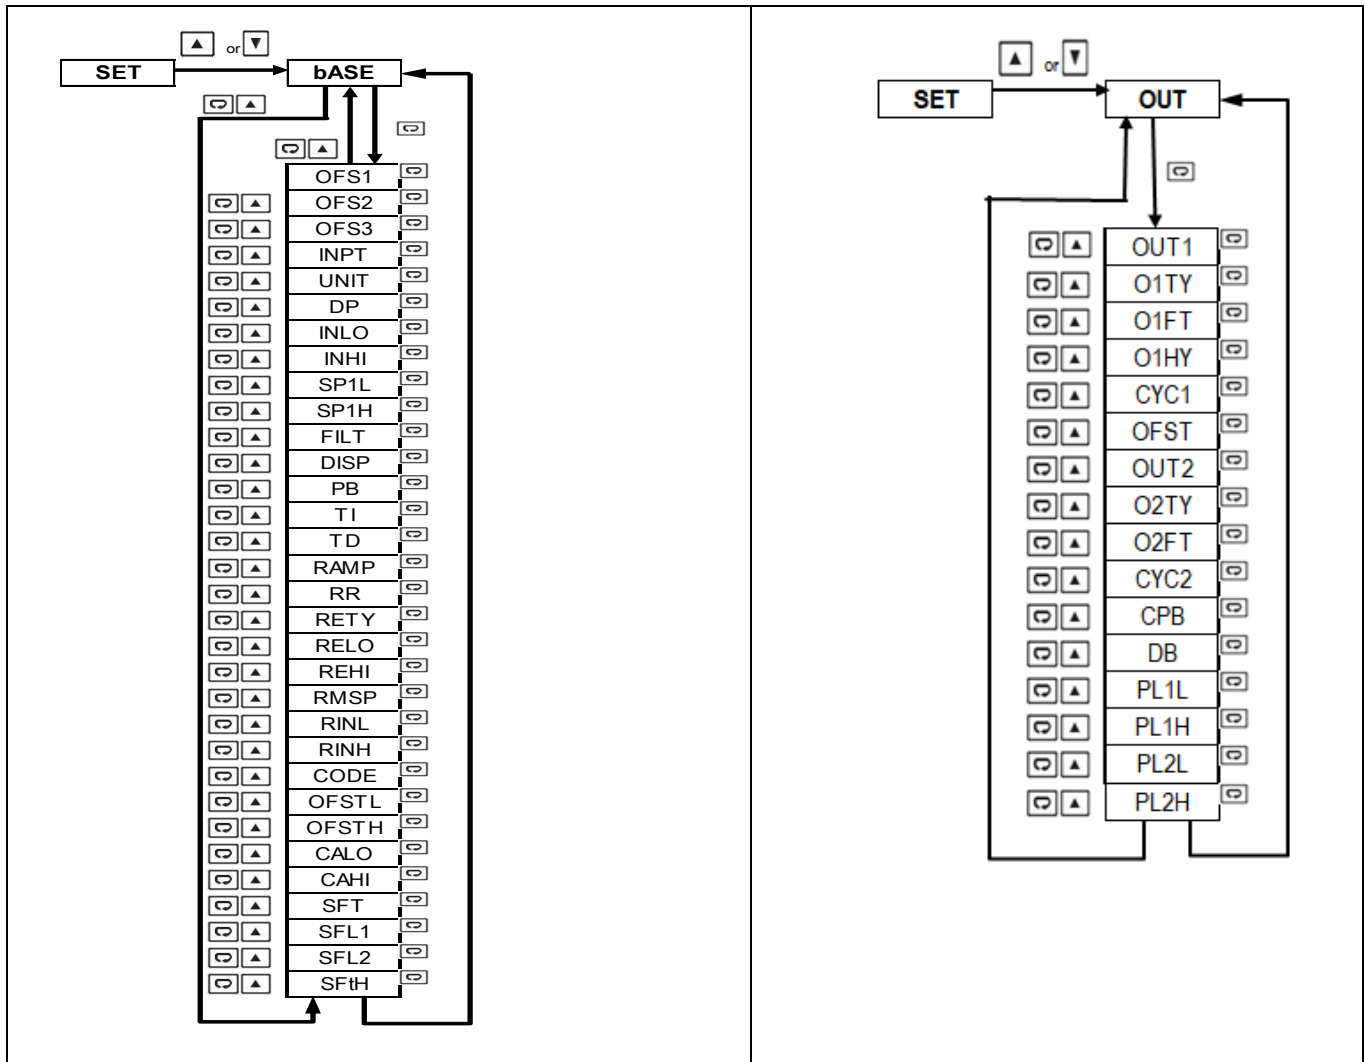 or
SET
bASE
OFS1
OFS2
OFS3
INPT
UNIT
DP
INLO
INHI
SP1L
SP1H
FILT
DISP
PB
TI
TD
RAMP
RR
RETY
RELO
REHI
RMSP
RINL
RINH
CODE
OFSTL
OFSTH
CALO
CAHI
SFT
SFL1
SFL2
SFtH
or
SET
OUT
OUT1
O1TY
O1FT
O1HY
CYC1
OFST
OUT2
O2TY
O2FT
CYC2
CPB
DB
PL1L
PL1H
PL2L
PL2H